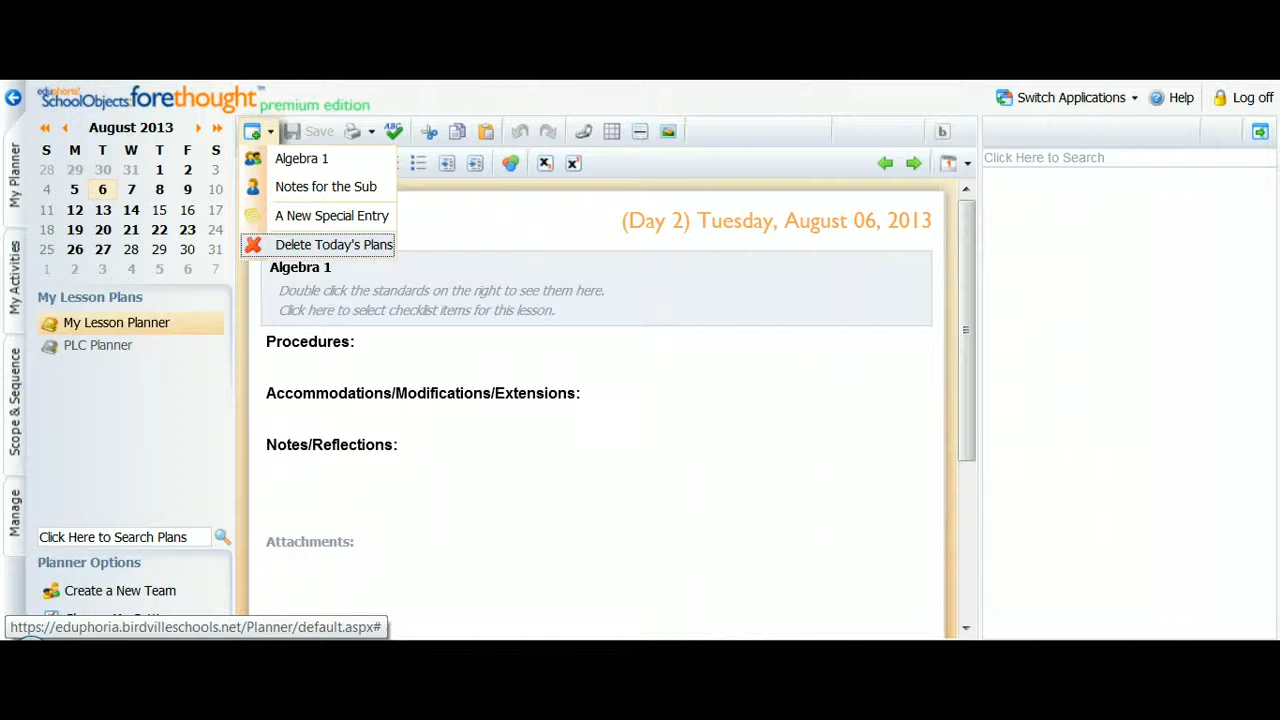 eduphoria!
SchoolObjects: forethought™ premium edition
Switch Applications
Help
Log off
August 2013
S M T W T F S
28 29 30 31 1 2 3
4 5 6 7 8 9 10
11 12 13 14 15 16 17
18 19 20 21 22 23 24
25 26 27 28 29 30 31
1 2 3 4 5 6 7
My Planner
My Activities
Scope & Sequence
Manage
My Lesson Plans
My Lesson Planner
PLC Planner
Click Here to Search Plans
Planner Options
Create a New Team
https://eduphoria.birdvilleschools.net/Planner/default.aspx#
Save
ABC
b
Algebra 1
Notes for the Sub
A New Special Entry
Delete Today's Plans
(Day 2) Tuesday, August 06, 2013
Algebra 1
Double click the standards on the right to see them here.
Click here to select checklist items for this lesson.
Procedures:
Accommodations/Modifications/Extensions:
Notes/Reflections:
Attachments:
Click Here to Search